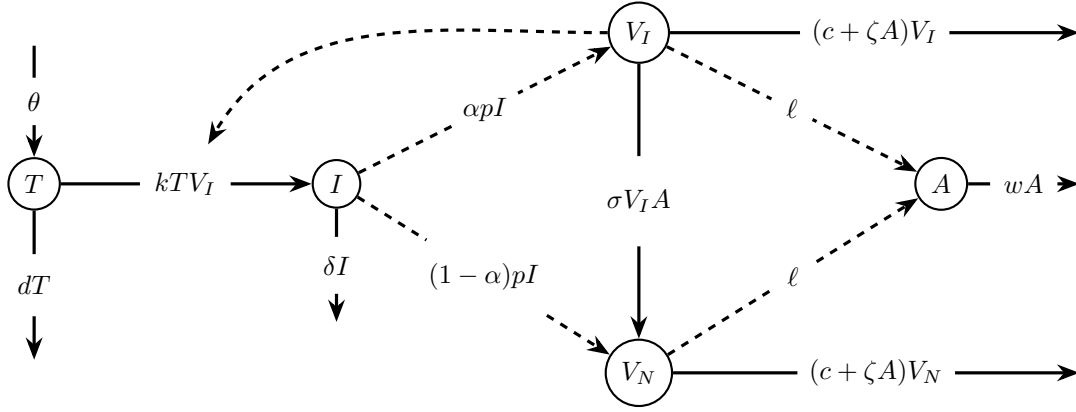 V_I
(c + ζA)V_I
θ
αpI
ℓ
T
kTV_I
I
σV_I A
A
wA
dT
δI
(1 − α)pI
ℓ
V_N
(c + ζA)V_N